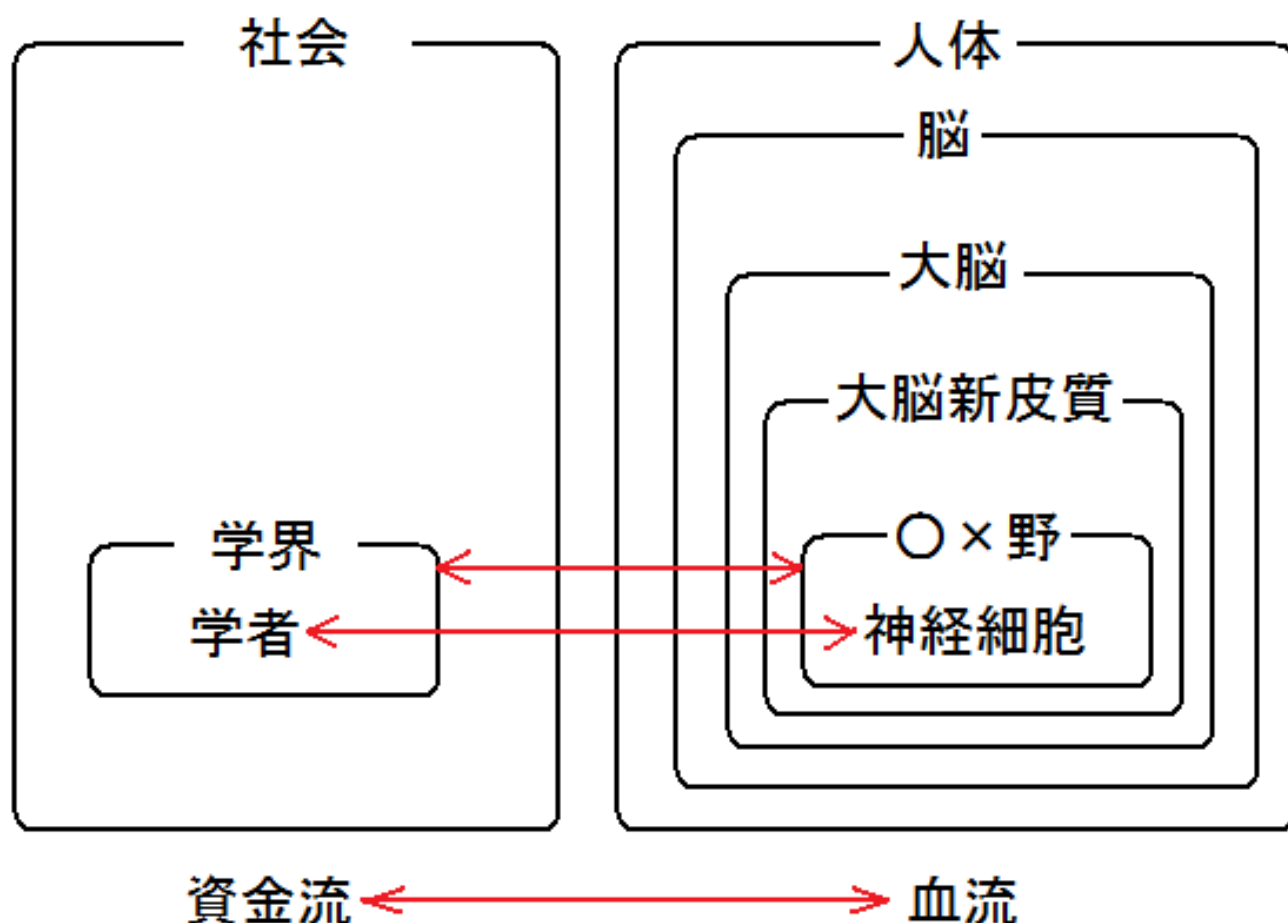 社会
学界
学者
人体
脳
大脳
大脳新皮質
〇×野
神経細胞
資金流
血流